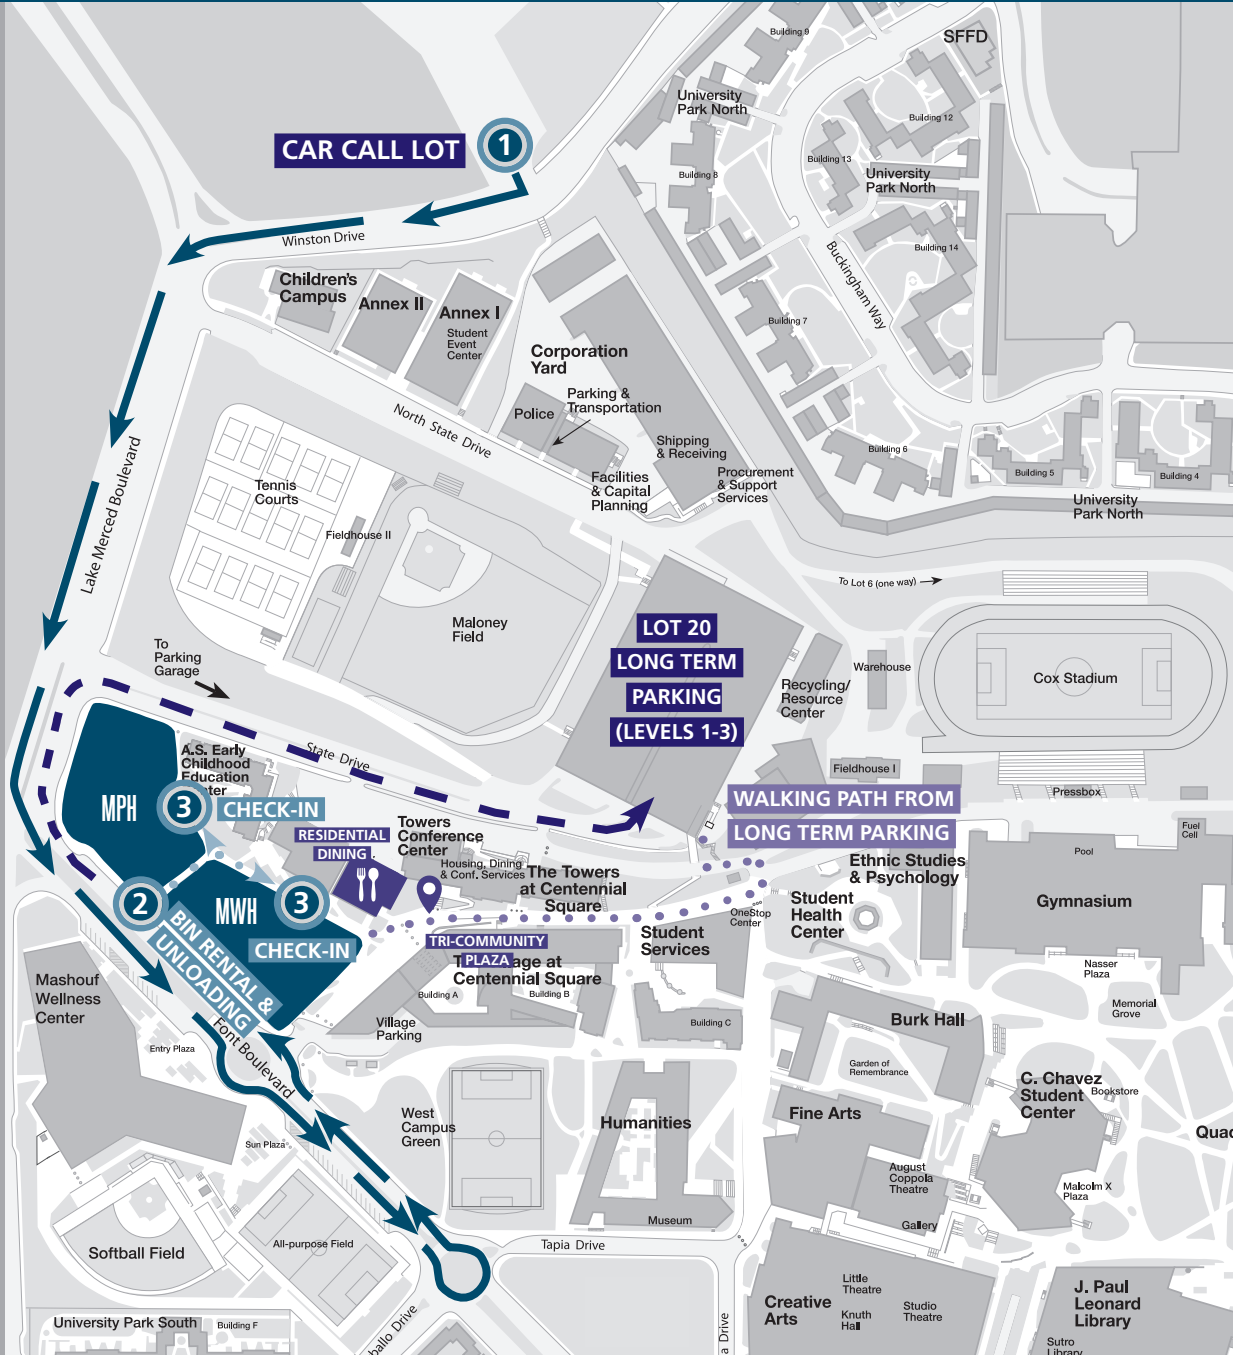 Building 9
SFFD
University
Park North
Building 12
CAR CALL LOT
1
Building 13
Building 8
University
Park North
Winston Drive
Building 14
Buckingham Way
Children's
Campus
Annex II
Annex I
Student
Event
Center
Building 7
Corporation
Yard
Parking &
Transportation
Police
North State Drive
Shipping
& Receiving
Building 6
Procurement
& Support
Services
Building 5
Building 4
Facilities
& Capital
Planning
University
Park North
Tennis
Courts
Lake Merced Boulevard
Fieldhouse II
To Lot 6 (one way)
Maloney
Field
LOT 20
LONG TERM
PARKING
(LEVELS 1-3)
To
Parking
Garage
Warehouse
Recycling/
Resource
Center
Cox Stadium
State Drive
A.S. Early
Childhood
Education
ter
Fieldhouse I
Pressbox
MPH
3
CHECK-IN
WALKING PATH FROM
LONG TERM PARKING
RESIDENTIAL
DINING
Towers
Conference
Center
Housing, Dining
& Conf. Services
The Towers
at Centennial
Square
Fuel
Cell
Pool
Ethnic Studies
& Psychology
Gymnasium
2
MWH
3
CHECK-IN
BIN RENTAL &
UNLOADING
OneStop
Center
Student
Health
Center
Student
Services
TRI-COMMUNITY
PLAZA
T
age at
Centennial Square
Building A
Building B
Nasser
Plaza
Mashouf
Wellness
Center
Memorial
Grove
Village
Parking
Building C
Burk Hall
Entry Plaza
Font Boulevard
Garden of
Remembrance
C. Chavez
Student
Center
Bookstore
West
Campus
Green
Humanities
Fine Arts
Quad
Sun Plaza
August
Coppola
Theatre
Malcolm X
Plaza
Museum
Gallery
Softball Field
All-purpose Field
Tapia Drive
Little
Theatre
Creative
Arts
Knuth
Hall
Studio
Theatre
J. Paul
Leonard
Library
University Park South
Building F
ballo Drive
a Drive
Sutro
Library